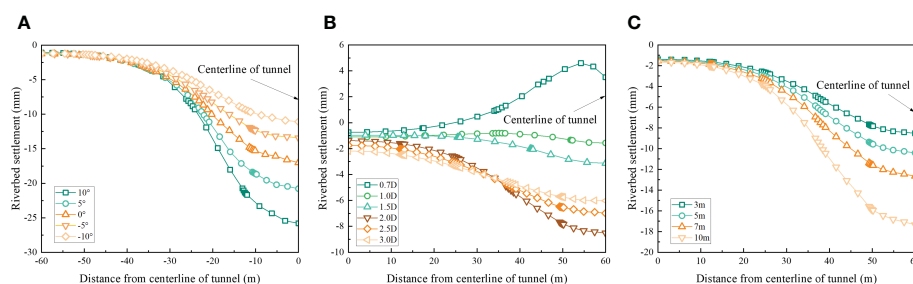 A
B
C
0
-5
-10
-15
-20
-25
-30
Riverbed settlement (mm)
Centerline of tunnel
10°
5°
0°
-5°
-10°
-60 -50 -40 -30 -20 -10 0
Distance from centerline of tunnel (m)
6
4
2
0
-2
-4
-6
-8
-10
Riverbed settlement (mm)
Centerline of tunnel
0.7D
1.0D
1.5D
2.0D
2.5D
3.0D
0 10 20 30 40 50 60
Distance from centerline of tunnel (m)
0
-2
-4
-6
-8
-10
-12
-14
-16
-18
-20
Riverbed settlement (mm)
Centerline of tunnel
3m
5m
7m
10m
0 10 20 30 40 50 60
Distance from centerline of tunnel (m)